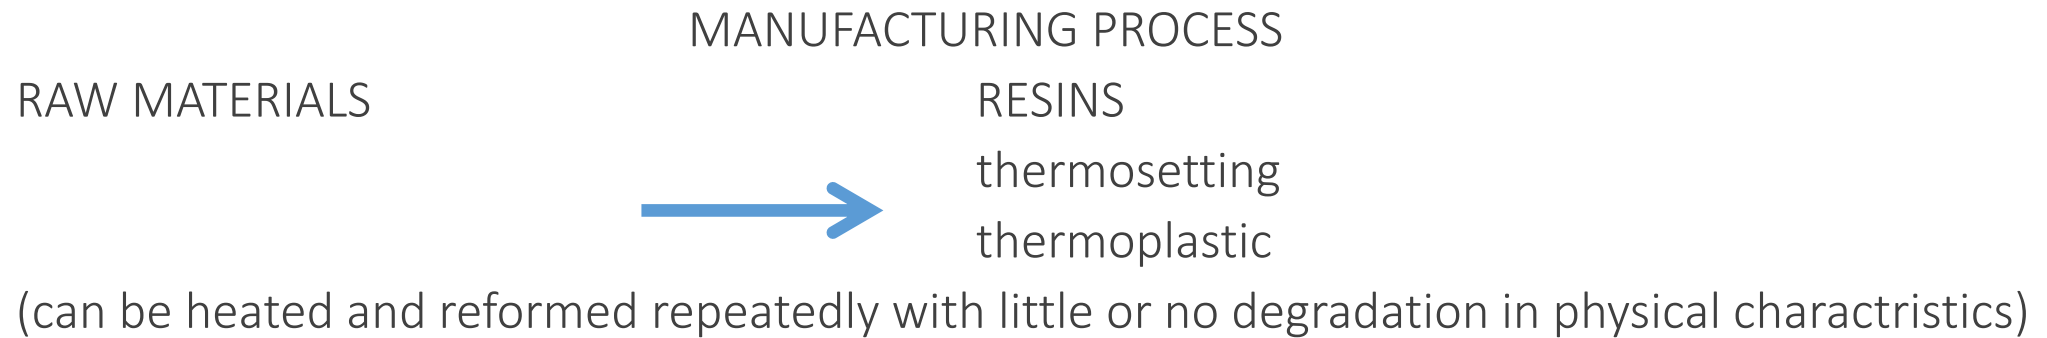 MANUFACTURING PROCESS
RAW MATERIALS RESINS
thermosetting
thermoplastic
(can be heated and reformed repeatedly with little or no degradation in physical charactristics)